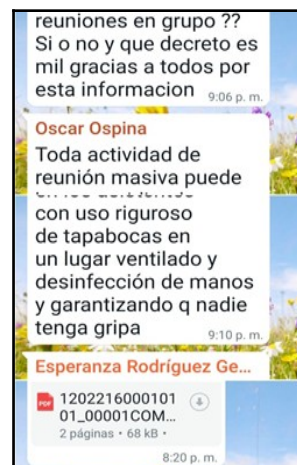 reuniones en grupo ??
Si o no y que decreto es
mil gracias a todos por
esta informacion 9:06 p. m.
Oscar Ospina
Toda actividad de
reunión masiva puede
con uso riguroso
de tapabocas en
un lugar ventilado y
desinfección de manos
y garantizando q nadie
tenga gripa 9:10 p. m.
Esperanza Rodríguez Ge...
PDF 1202216000101
01_00001COM...
2 páginas • 68 kB •
8:20 p. m.